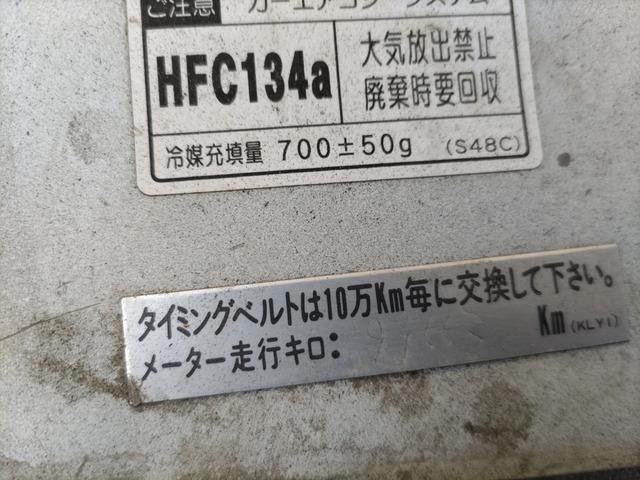 ご注意 カーエアコンシステム
HFC134a
大気放出禁止
廃棄時要回収
冷媒充填量 700±50g (S48C)
タイミングベルトは10万Km毎に交換して下さい。
メーター走行キロ: Km (KLY1)